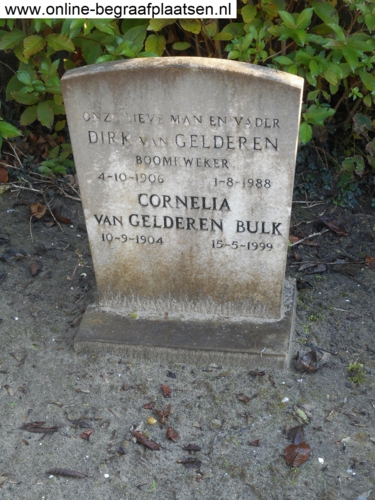 www.online-begraafplaatsen.nl
ONZE LIEVE MAN EN VADER
DIRK VAN GELDEREN
BOOMKWEKER
4-10-1906 1-8-1988
CORNELIA
VAN GELDEREN BULK
10-9-1904 15-5-1999